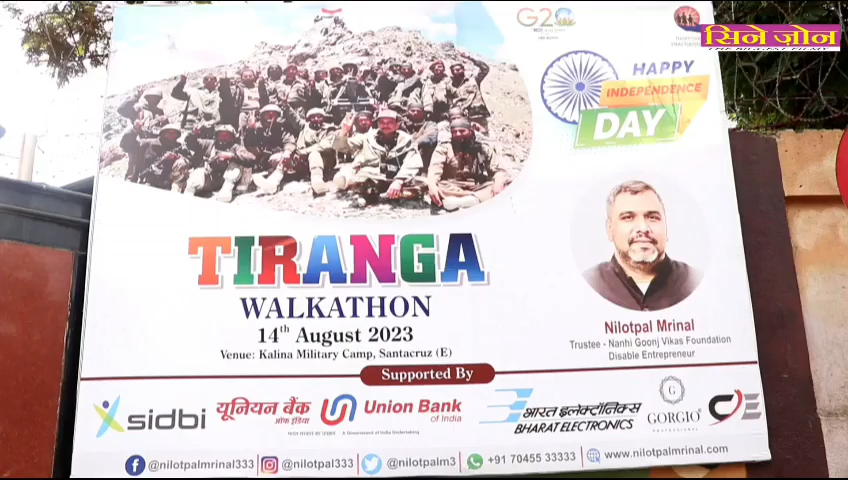 G20
सिने ज़ोन
HAPPY
INDEPENDENCE
DAY
TIRANGA
WALKATHON
14th August 2023
Venue: Kalina Military Camp, Santacruz (E)
Nilotpal Mrinal
Trustee - Nanhi Goonj Vikas Foundation
Disable Entrepreneur
Supported By
sidbi
यूनियन बैंक
ऑफ इंडिया
Union Bank
of India
भारत इलेक्ट्रॉनिक्स
BHARAT ELECTRONICS
G
GORGIO
PROFESSIONAL
@nilotpalmrinal333
@nilotpal333
@nilotpalm3
+91 70455 33333
www.nilotpalmrinal.com